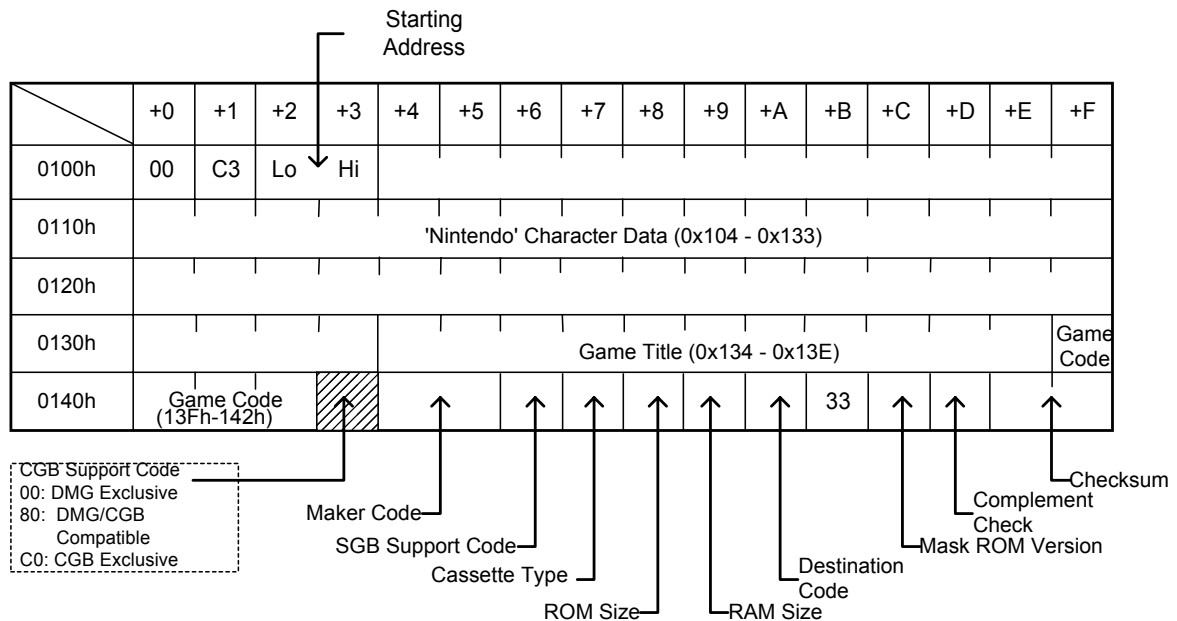 Starting
Address
+0 +1 +2 +3 +4 +5 +6 +7 +8 +9 +A +B +C +D +E +F
0100h 00 C3 Lo Hi
0110h 'Nintendo' Character Data (0x104 - 0x133)
0120h
0130h Game Title (0x134 - 0x13E) Game
Code
0140h Game Code 33
(13Fh-142h)
CGB Support Code
00: DMG Exclusive
80: DMG/CGB
Compatible
C0: CGB Exclusive
Maker Code
SGB Support Code
Cassette Type
ROM Size
RAM Size
Destination
Code
Mask ROM Version
Complement
Check
Checksum